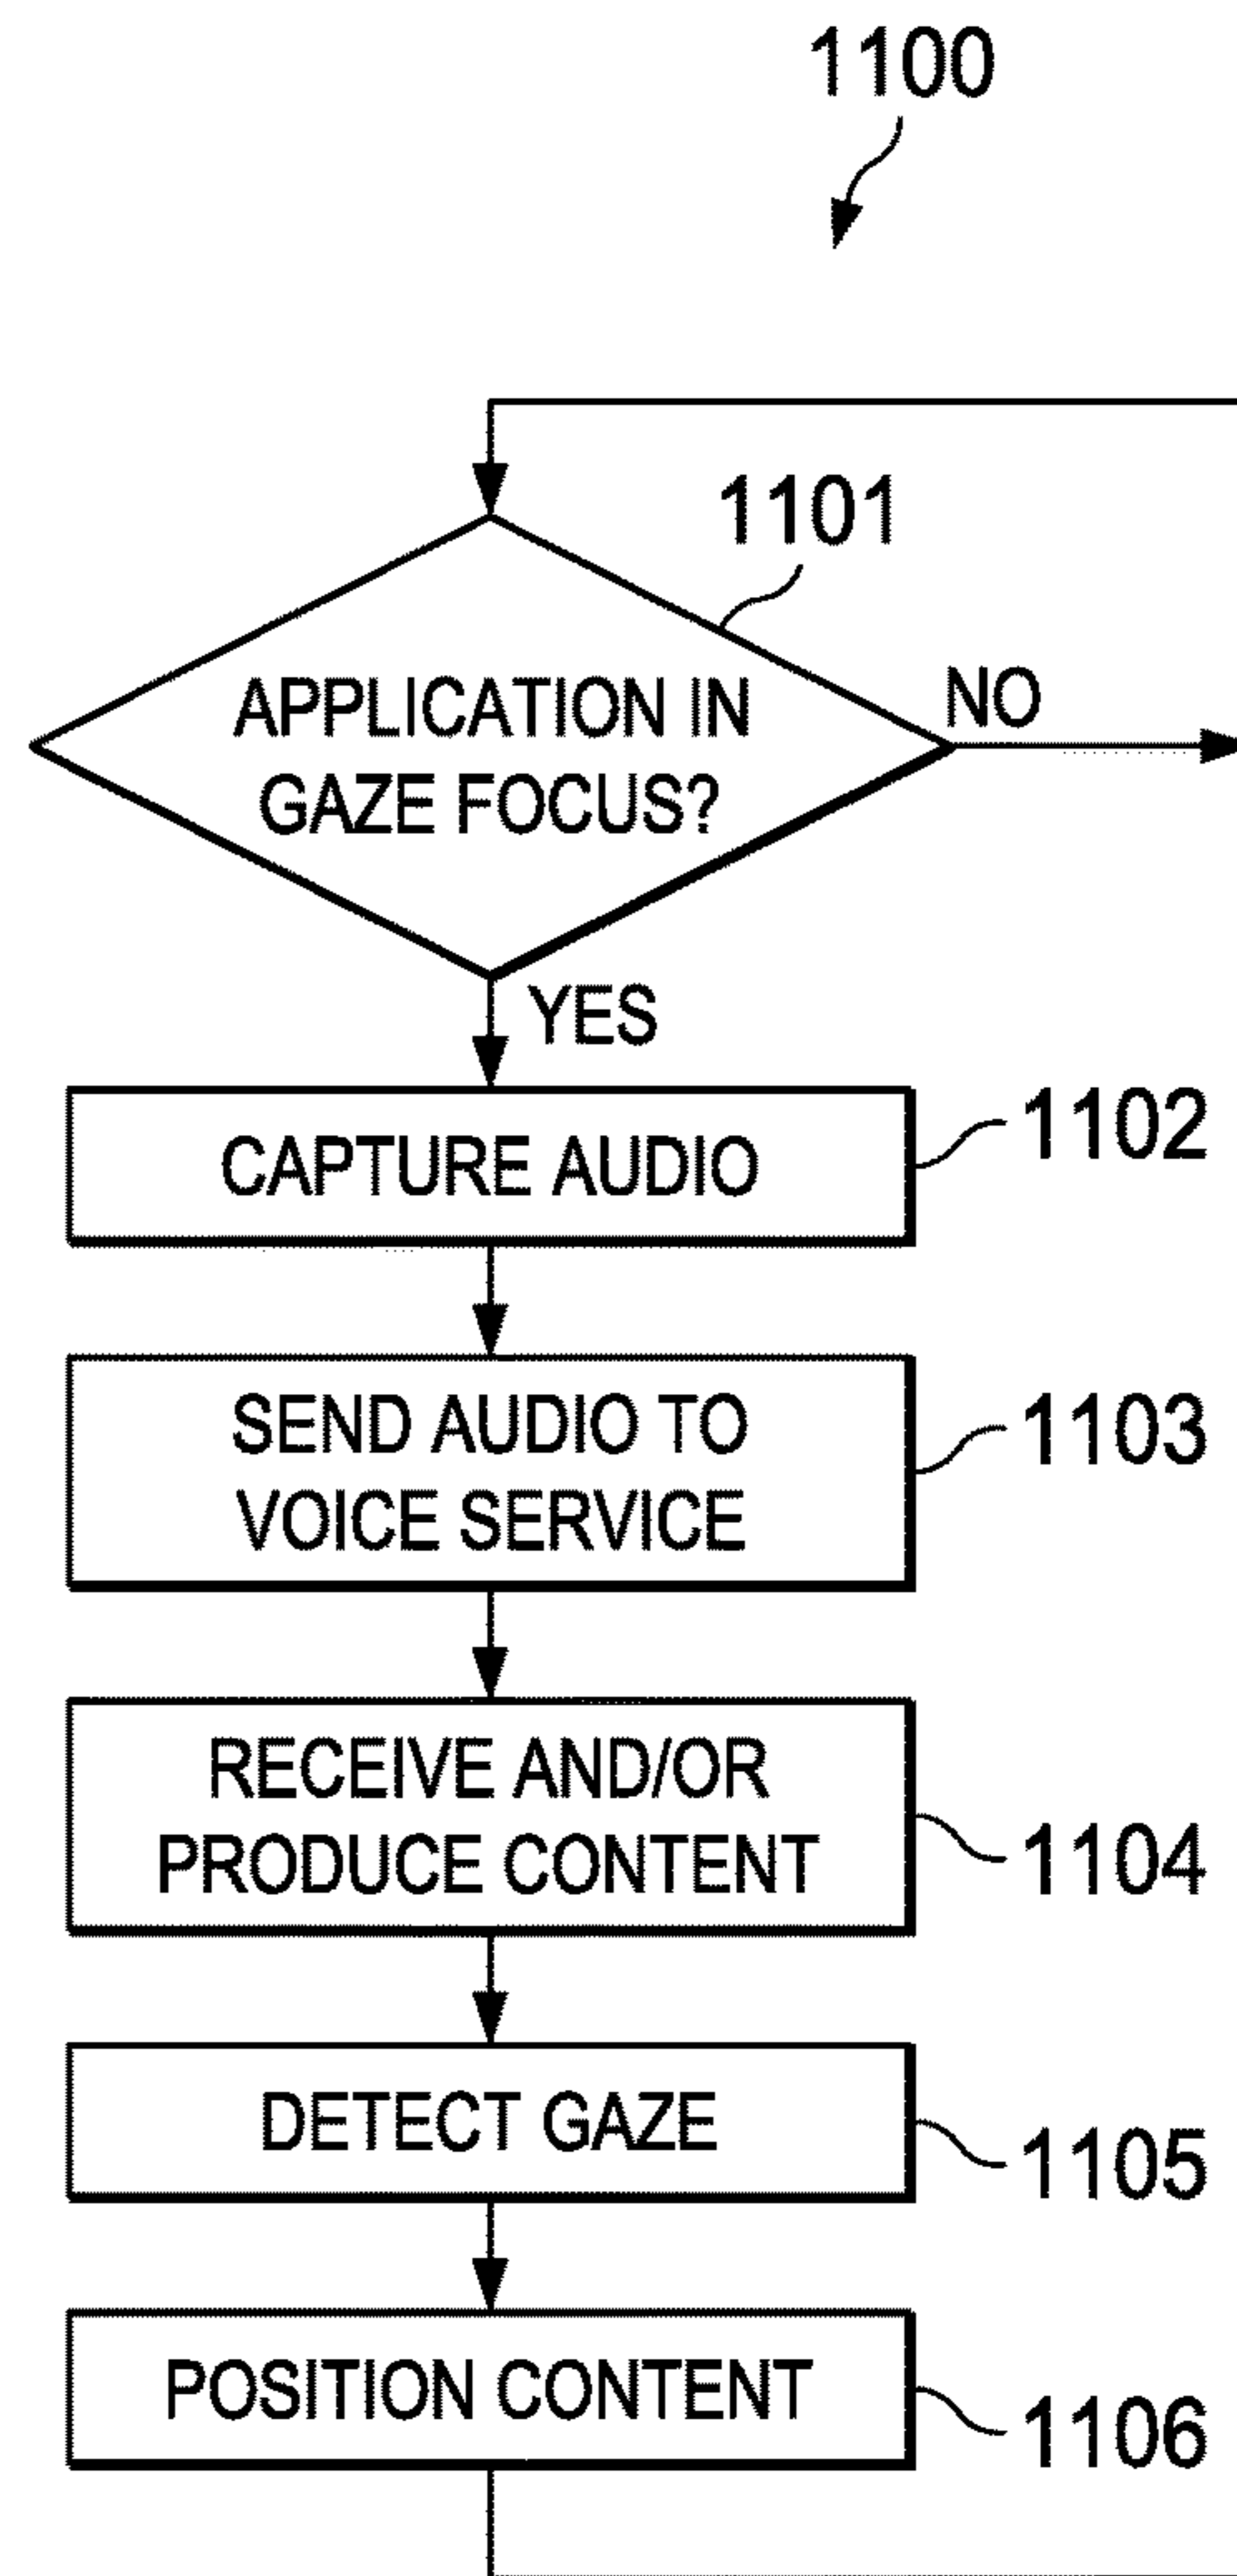 1100
1101
APPLICATION IN
GAZE FOCUS?
NO
YES
CAPTURE AUDIO
1102
SEND AUDIO TO
VOICE SERVICE
1103
RECEIVE AND/OR
PRODUCE CONTENT
1104
DETECT GAZE
1105
POSITION CONTENT
1106